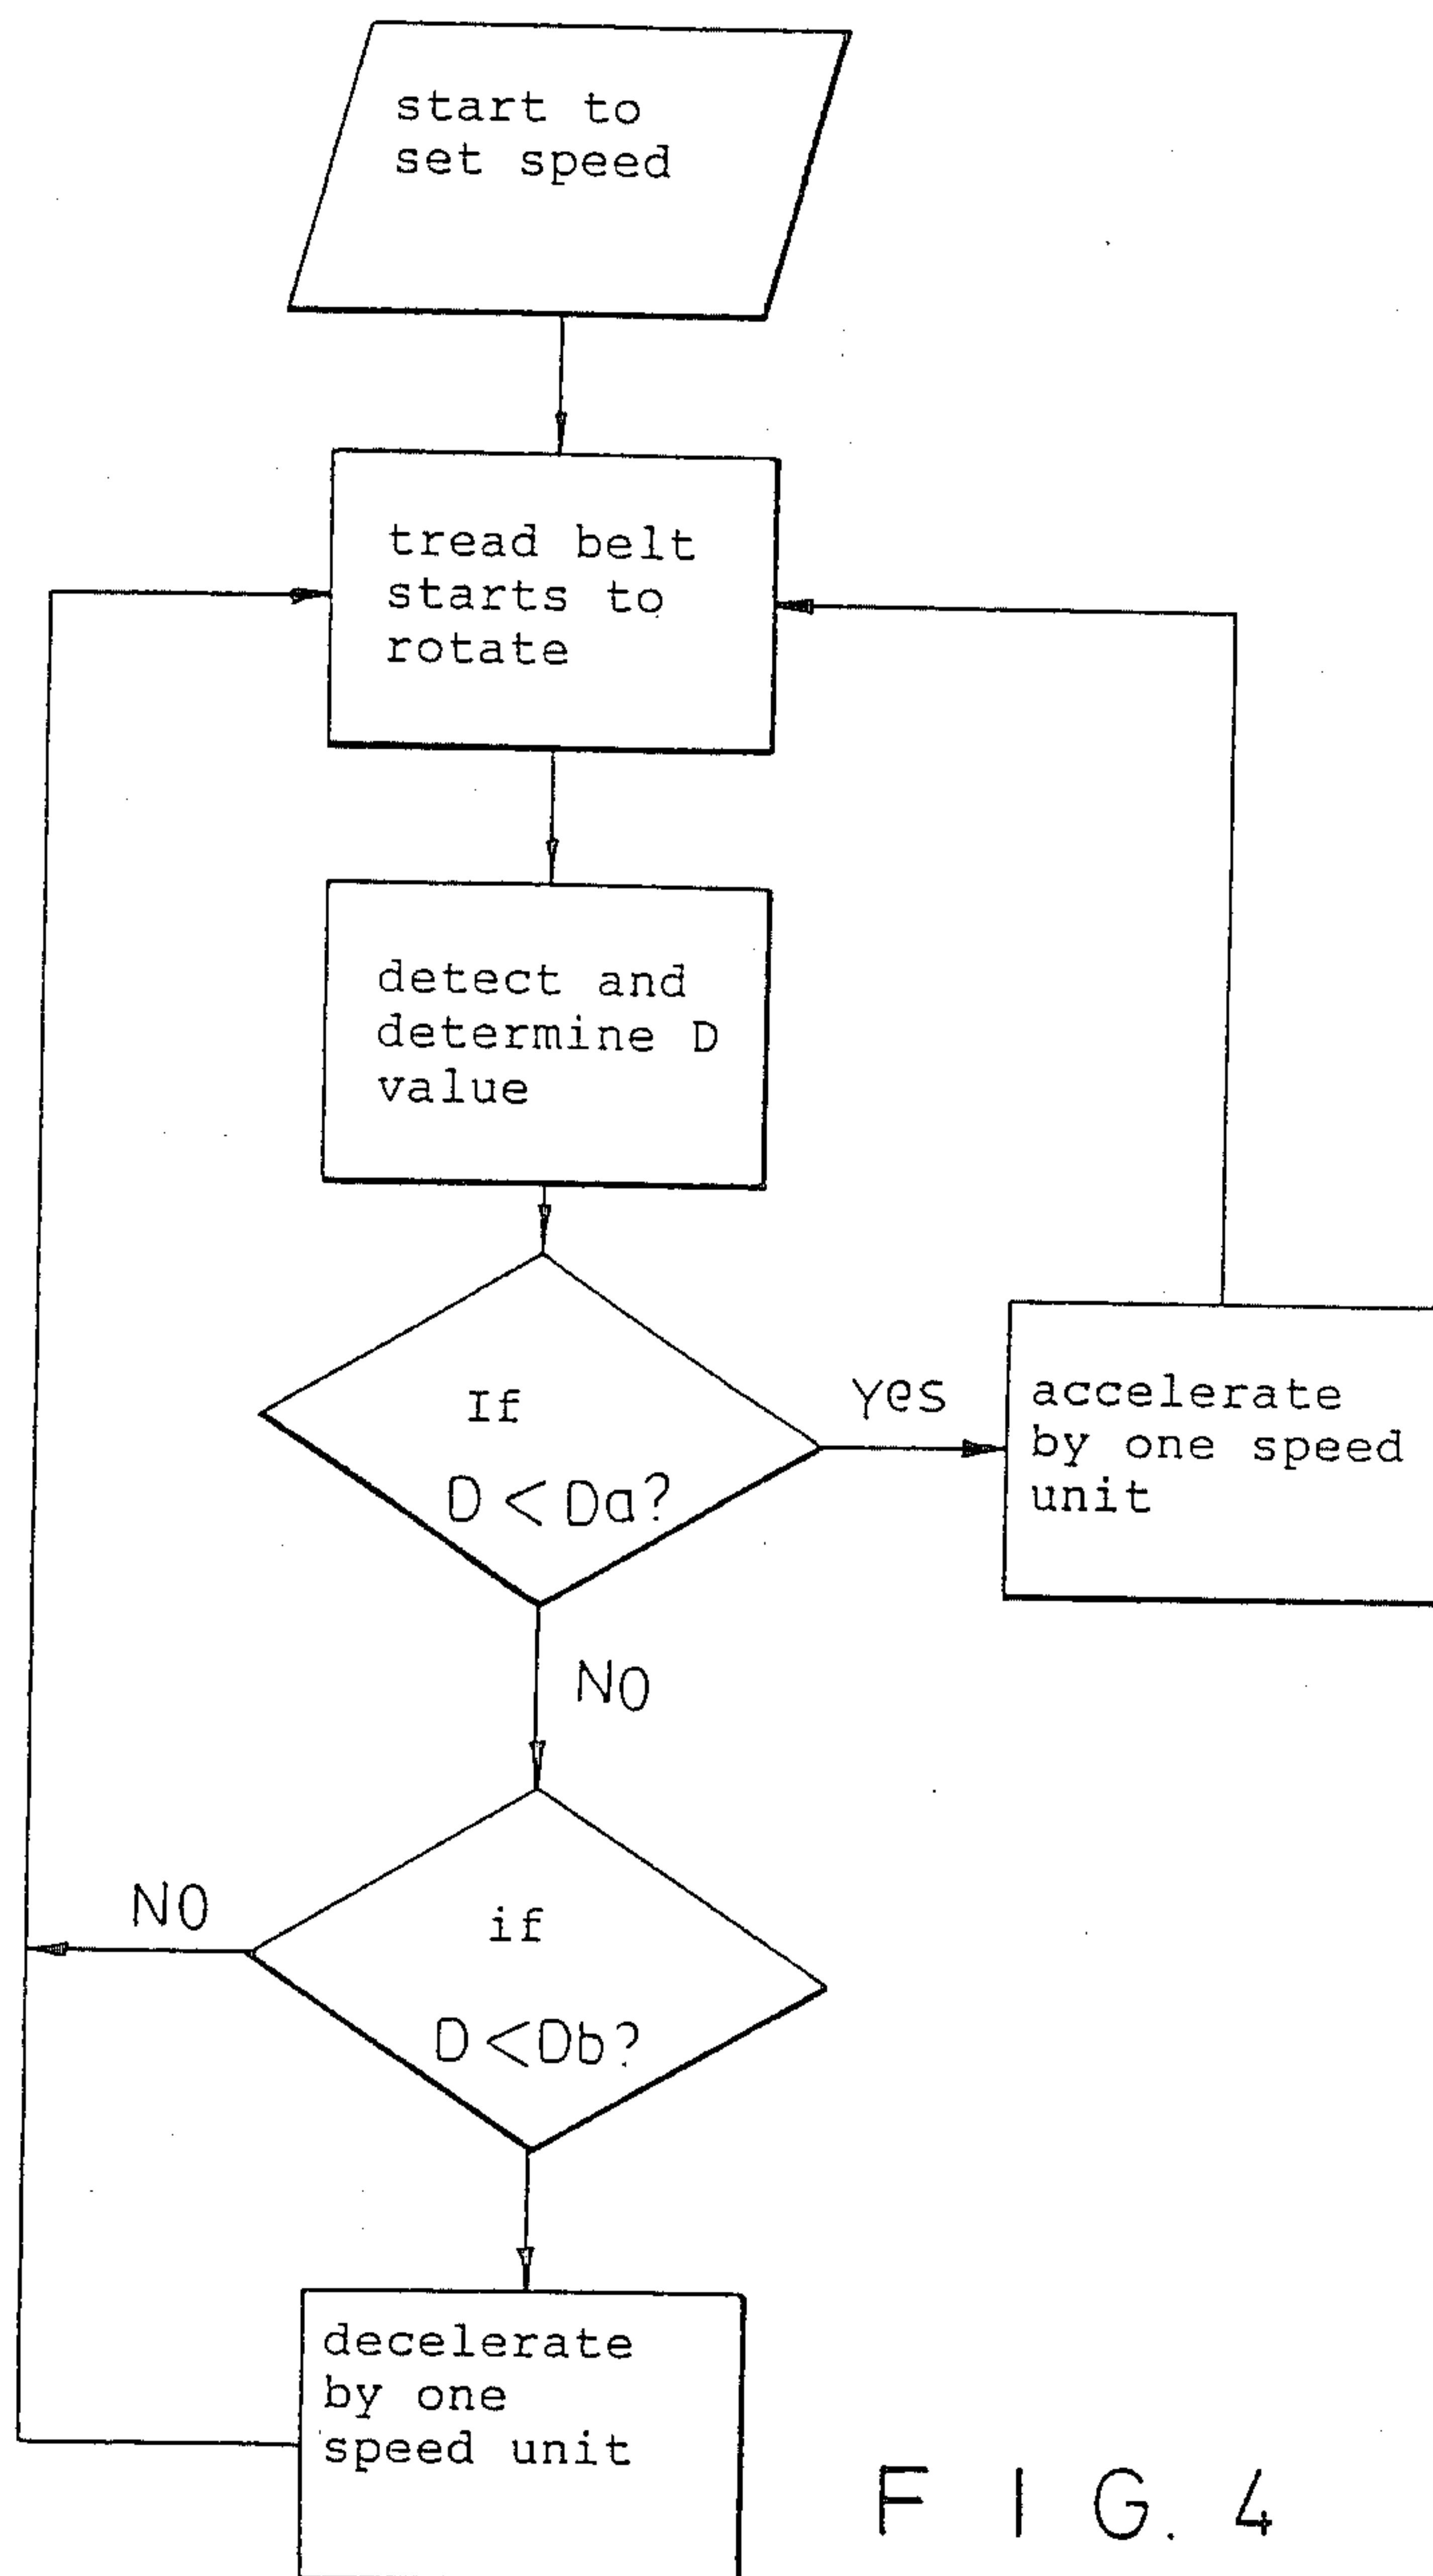 start to
set speed
tread belt
starts to
rotate
detect and
determine D
value
If
D < Da?
Yes
accelerate
by one speed
unit
NO
if
D < Db?
NO
decelerate
by one
speed unit
FIG. 4